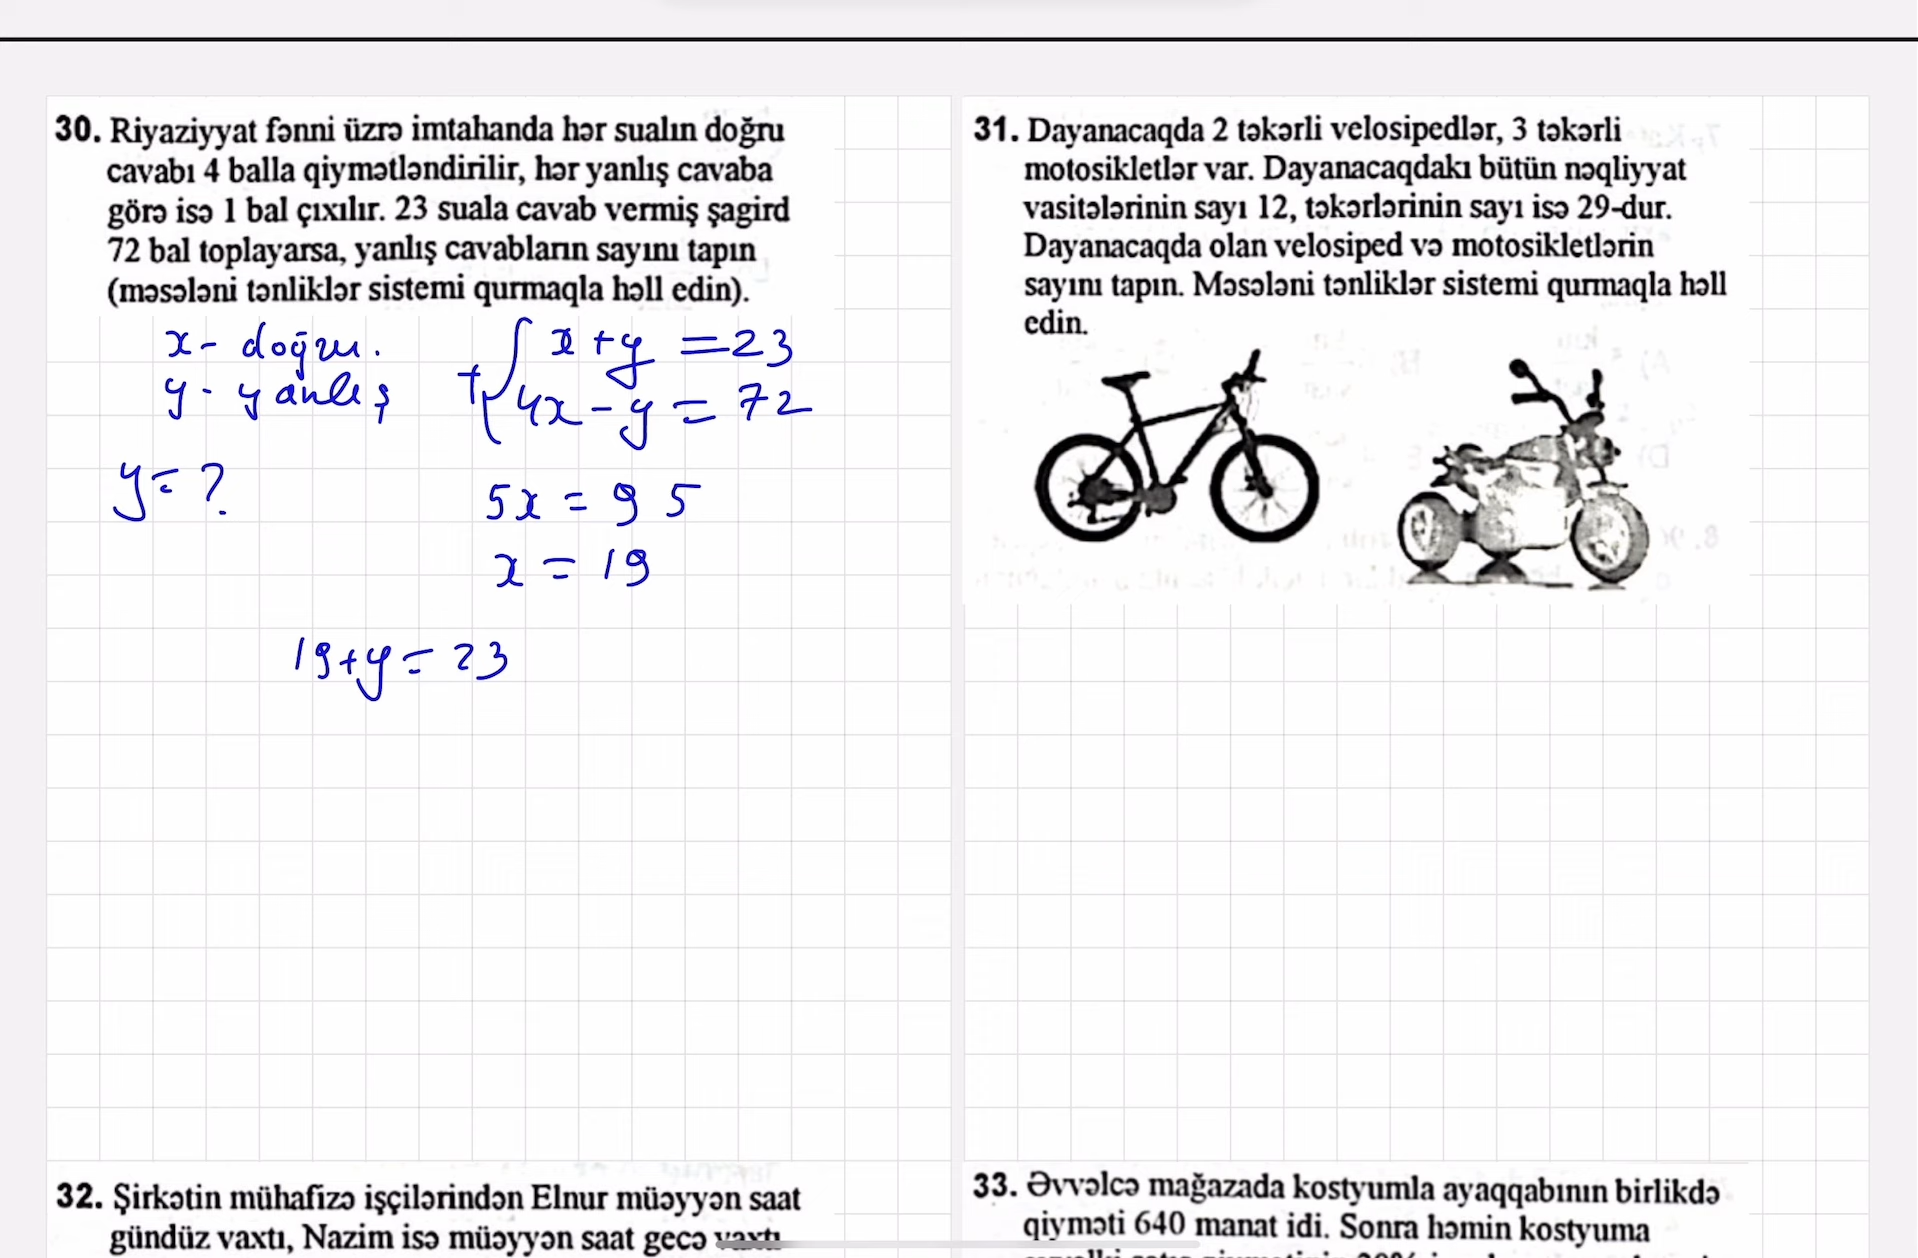 30. Riyaziyyat fənni üzrə imtahanda hər sualın doğru
cavabı 4 balla qiymətləndirilir, hər yanlış cavaba
görə isə 1 bal çıxılır. 23 suala cavab vermiş şagird
72 bal toplayarsa, yanlış cavabların sayını tapın
(məsələni tənliklər sistemi qurmaqla həll edin).
x - doğru.
y - yanlış
y = ?
x + y = 23
+ 4x - y = 72
5x = 95
x = 19
19 + y = 23
31. Dayanacaqda 2 təkərli velosipedlər, 3 təkərli
motosikletlər var. Dayanacaqdakı bütün nəqliyyat
vasitələrinin sayı 12, təkərlərinin sayı isə 29-dur.
Dayanacaqda olan velosiped və motosikletlərin
sayını tapın. Məsələni tənliklər sistemi qurmaqla həll
edin.
32. Şirkətin mühafizə işçilərindən Elnur müəyyən saat
gündüz vaxtı, Nazim isə müəyyən saat gecə vaxtı
33. Əvvəlcə mağazada kostyumla ayaqqabının birlikdə
qiyməti 640 manat idi. Sonra həmin kostyuma